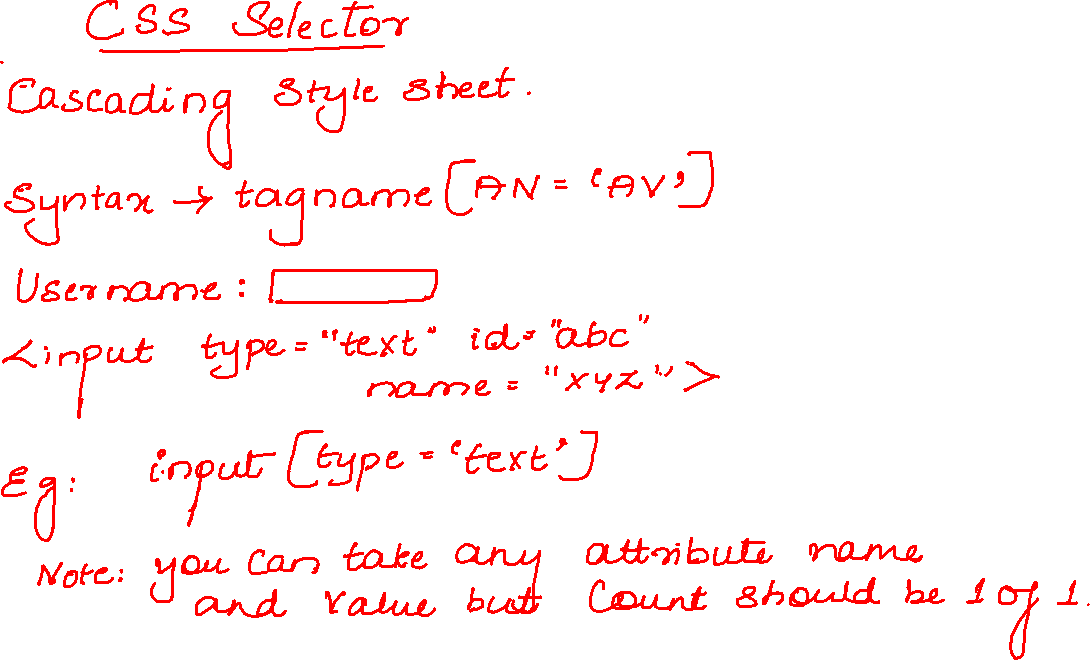 CSS Selector
Cascading Style Sheet.
Syntax → tagname[AN = 'AV']
Username :
<input type = "text" id = "abc"
name = "xyz">
Eg: input [type = 'text']
Note: you can take any attribute name
and value but Count should be 1 of 1.